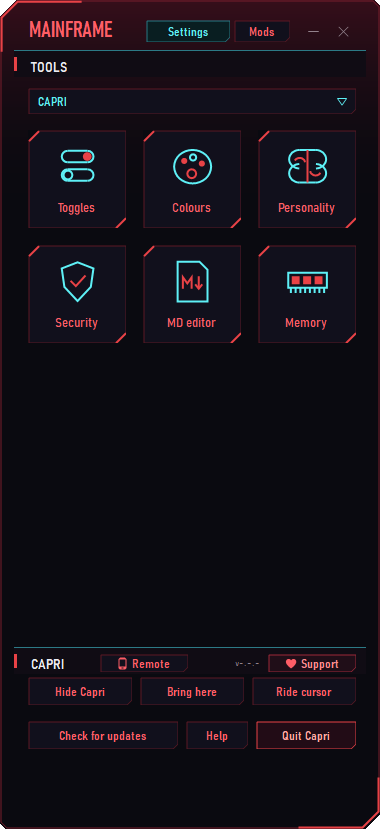 MAINFRAME Settings Mods
TOOLS
CAPRI
Toggles Colours Personality
M
Security MD editor Memory
CAPRI Remote v-.-.- Support
Hide Capri Bring here Ride cursor
Check for updates Help Quit Capri